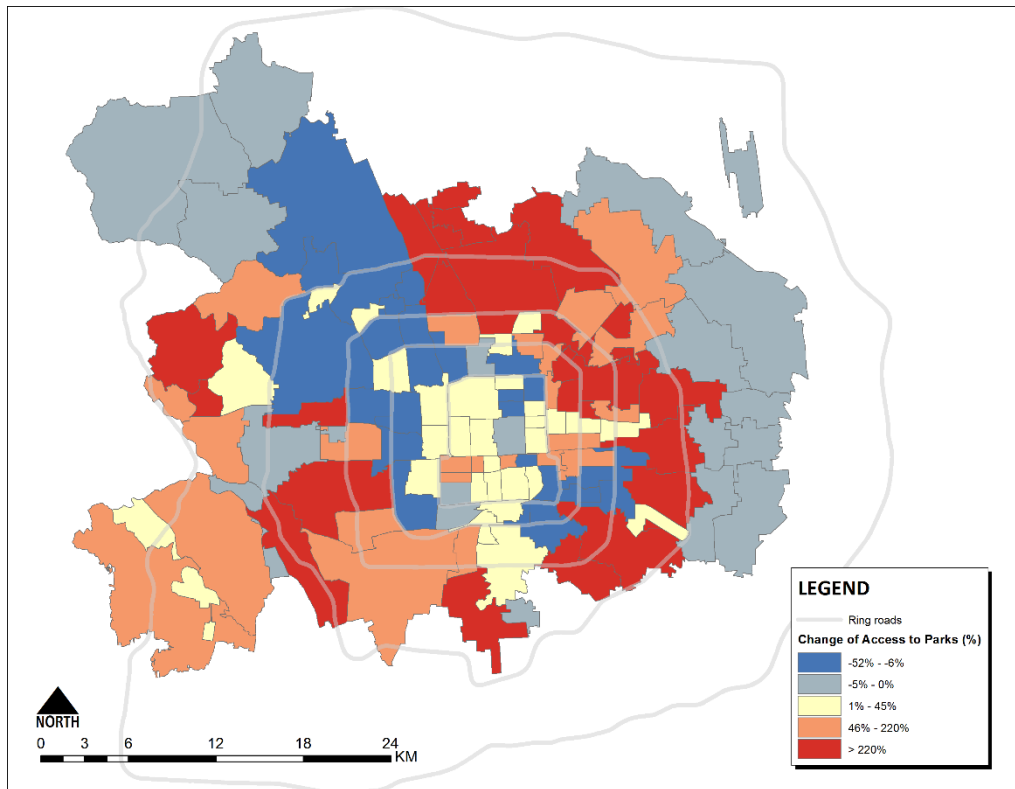 LEGEND
Ring roads
Change of Access to Parks (%)
-52% - -6%
-5% - 0%
1% - 45%
46% - 220%
> 220%
NORTH
0 3 6 12 18 24
KM